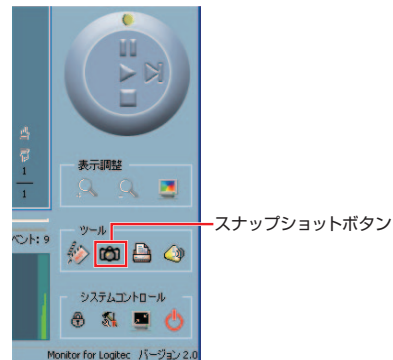 表示調整
1
1
スナップショットボタン
ベント: 9
ツール
システムコントロール
Monitor for Logitec バージョン 2.0